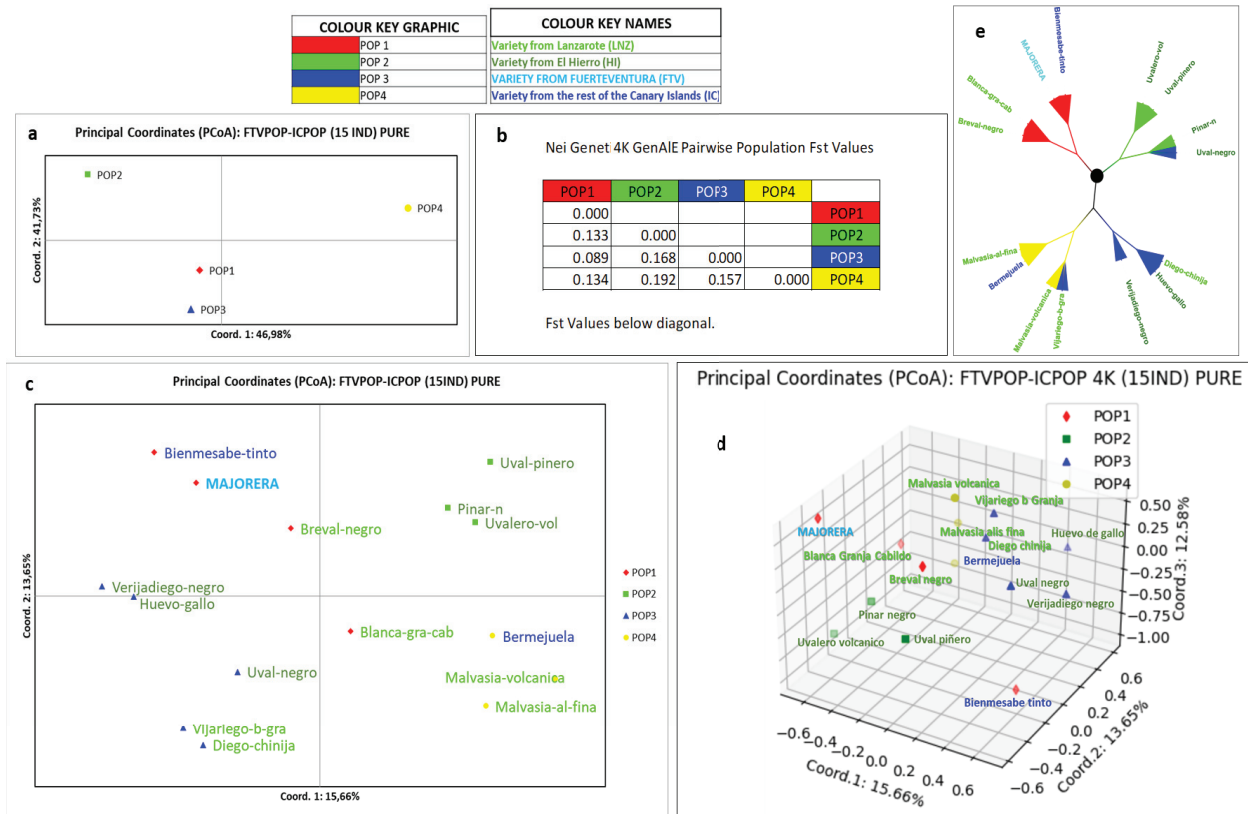 COLOUR KEY GRAPHIC
POP 1
POP 2
POP 3
POP4
COLOUR KEY NAMES
Variety from Lanzarote (LNZ)
Variety from El Hierro (HI)
VARIETY FROM FUERTEVENTURA (FTV)
Variety from the rest of the Canary Islands (IC)
a
Principal Coordinates (PCoA): FTVPOP-ICPOP (15 IND) PURE
Coord. 2: 41,73%
POP2
POP4
POP1
POP3
Coord. 1: 46,98%
b
Nei Geneti 4K GenAlE Pairwise Population Fst Values
POP1 POP2 POP3 POP4
0.000 POP1
0.133 0.000 POP2
0.089 0.168 0.000 POP3
0.134 0.192 0.157 0.000 POP4
Fst Values below diagonal.
e
Bienmesabe-tinto
MAJORERA
Blanca-gra-cab
Breval-negro
Uvalero-vol
Uval-pinero
Pinar-n
Uval-negro
Malvasia-al-fina
Bermejuela
Malvasia-volcanica
Vijariego-b-gra
Verijadiego-negro
Huevo-gallo
Diego-chinija
c
Principal Coordinates (PCoA): FTVPOP-ICPOP (15 IND) PURE
Coord. 2: 13,65%
Bienmesabe-tinto
MAJORERA
Uval-pinero
Pinar-n
Uvalero-vol
Breval-negro
Verijadiego-negro
Huevo-gallo
Blanca-gra-cab
Bermejuela
Uval-negro
Malvasia-volcanica
Malvasia-al-fina
Vijariego-b-gra
Diego-chinija
POP1
POP2
POP3
POP4
Coord. 1: 15,66%
Principal Coordinates (PCoA): FTVPOP-ICPOP 4K (15IND) PURE
d
POP1
POP2
POP3
POP4
Malvasia volcanica
Vijariego b Granja
MAJORERA
Malvasia alis fina
Huevo de gallo
Diego chinija
Blanca Granja Cabildo
Bermejuela
Breval negro
Uval negro
Verijadiego negro
Pinar negro
Uvalero volcanico
Uval piñero
Bienmesabe tinto
0.50
0.25
0.00
−0.25
−0.50
−0.75
−1.00
Coord.3: 12.58%
0.6
0.4
0.2
0.0
−0.2
−0.4
−0.6
Coord.2: 13.65%
−0.6
−0.4
−0.2
0.0
0.2
0.4
0.6
Coord.1: 15.66%